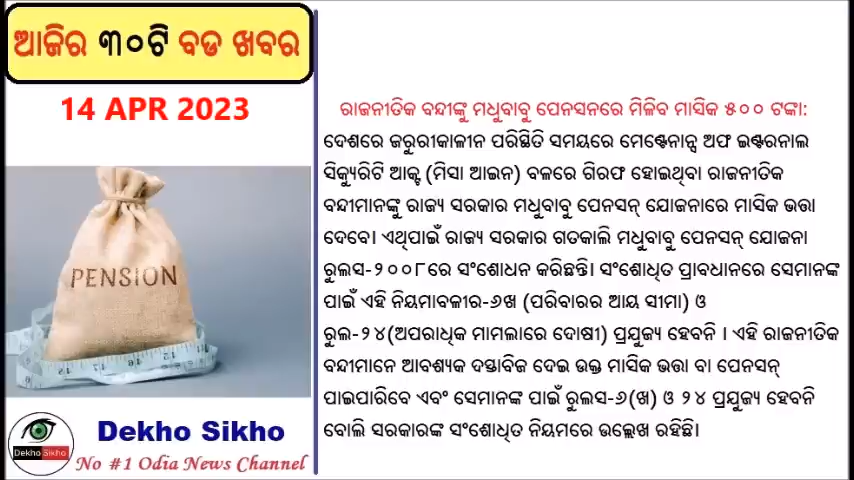 ଆଜିର ୩୦ଟି ବଡ ଖବର
14 APR 2023
PENSION
Dekho Sikho
Dekho Sikho
No #1 Odia News Channel
ରାଜନୀତିକ ବନ୍ଦୀଙ୍କୁ ମଧୁବାବୁ ପେନସନରେ ମିଳିବ ମାସିକ ୫୦୦ ଟଙ୍କା:
ଦେଶରେ ଜରୁରୀକାଳୀନ ପରିସ୍ଥିତି ସମୟରେ ମେଣ୍ଟେନାନ୍ସ ଅଫ ଇଣ୍ଟରନାଲ
ସିକ୍ୟୁରିଟି ଆକ୍ଟ (ମିସା ଆଇନ) ବଳରେ ଗିରଫ ହୋଇଥିବା ରାଜନୀତିକ
ବନ୍ଦୀମାନଙ୍କୁ ରାଜ୍ୟ ସରକାର ମଧୁବାବୁ ପେନସନ୍ ଯୋଜନାରେ ମାସିକ ଭତ୍ତା
ଦେବେ। ଏଥିପାଇଁ ରାଜ୍ୟ ସରକାର ଗତକାଲି ମଧୁବାବୁ ପେନସନ୍ ଯୋଜନା
ରୁଲସ-୨୦୦୮ରେ ସଂଶୋଧନ କରିଛନ୍ତି। ସଂଶୋଧିତ ପ୍ରାବଧାନରେ ସେମାନଙ୍କ
ପାଇଁ ଏହି ନିୟମାବଳୀର-୬ଖ (ପରିବାରର ଆୟ ସୀମା) ଓ
ରୁଲ-୨୪(ଅପରାଧିକ ମାମଲାରେ ଦୋଷୀ) ପ୍ରଯୁଜ୍ୟ ହେବନି । ଏହି ରାଜନୀତିକ
ବନ୍ଦୀମାନେ ଆବଶ୍ୟକ ଦସ୍ତାବିଜ ଦେଇ ଉକ୍ତ ମାସିକ ଭତ୍ତା ବା ପେନସନ୍
ପାଇପାରିବେ ଏବଂ ସେମାନଙ୍କ ପାଇଁ ରୁଲସ-୬(ଖ) ଓ ୨୪ ପ୍ରଯୁଜ୍ୟ ହେବନି
ବୋଲି ସରକାରଙ୍କ ସଂଶୋଧିତ ନିୟମରେ ଉଲ୍ଲେଖ ରହିଛି।